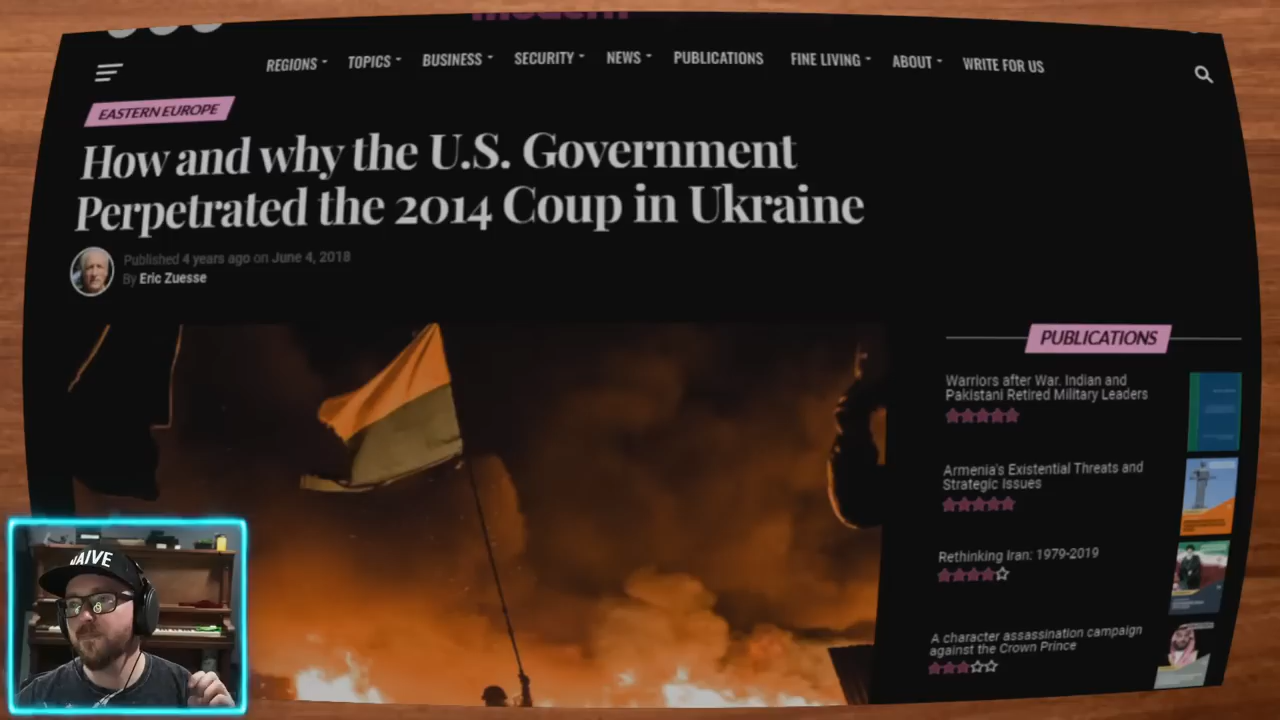 REGIONS TOPICS BUSINESS SECURITY NEWS PUBLICATIONS FINE LIVING ABOUT WRITE FOR US
EASTERN EUROPE
How and why the U.S. Government
Perpetrated the 2014 Coup in Ukraine
Published 4 years ago on June 4, 2018
By Eric Zuesse
PUBLICATIONS
Warriors after War. Indian and
Pakistani Retired Military Leaders
Armenia's Existential Threats and
Strategic Issues
Rethinking Iran: 1979-2019
A character assassination campaign
against the Crown Prince
NAIVE